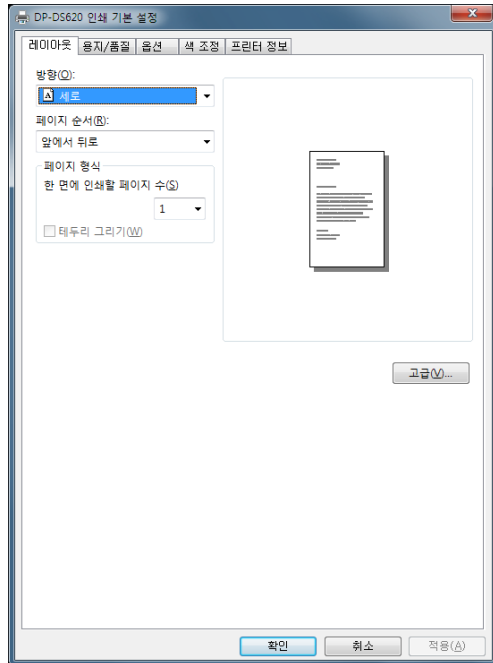 DP-DS620 인쇄 기본 설정
레이아웃 용지/품질 옵션 색 조정 프린터 정보
방향(O):
A 세로
페이지 순서(R):
앞에서 뒤로
페이지 형식
한 면에 인쇄할 페이지 수(S)
1
테두리 그리기(W)
고급(V)...
확인 취소 적용(A)